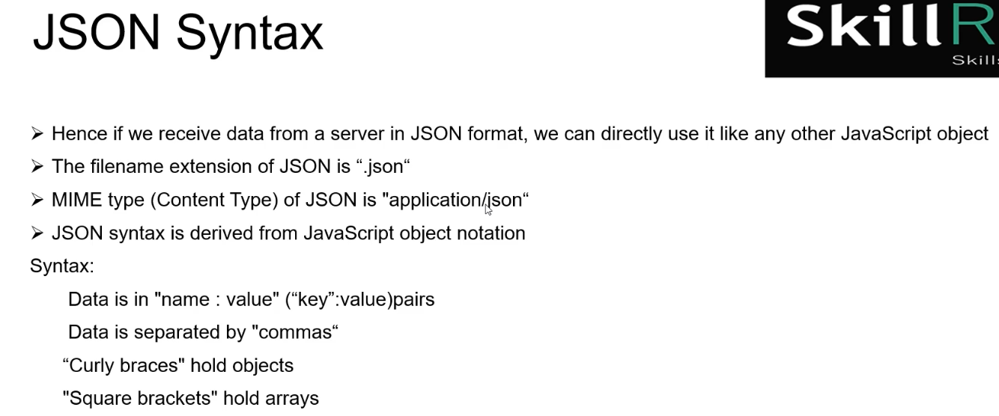 JSON Syntax
SkillR
Skills
➢ Hence if we receive data from a server in JSON format, we can directly use it like any other JavaScript object
➢ The filename extension of JSON is “.json“
➢ MIME type (Content Type) of JSON is "application/json“
➢ JSON syntax is derived from JavaScript object notation
Syntax:
Data is in "name : value" (“key”:value)pairs
Data is separated by "commas“
“Curly braces" hold objects
"Square brackets" hold arrays